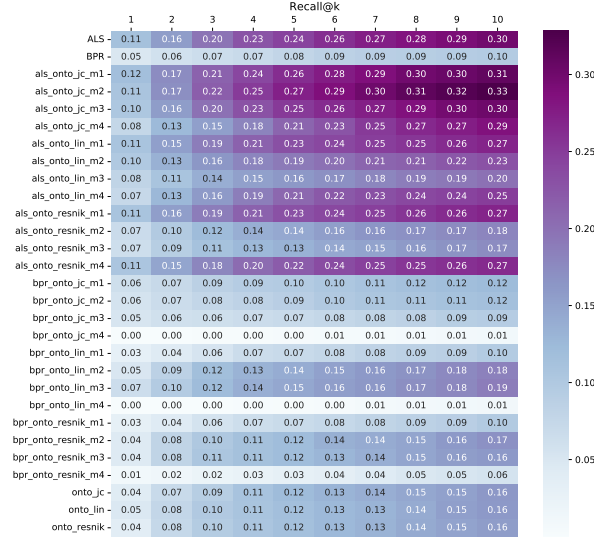 Recall@k
1 2 3 4 5 6 7 8 9 10
ALS 0.11 0.16 0.20 0.23 0.24 0.26 0.27 0.28 0.29 0.30
BPR 0.05 0.06 0.07 0.07 0.08 0.09 0.09 0.09 0.09 0.10
als_onto_jc_m1 0.12 0.17 0.21 0.24 0.26 0.28 0.29 0.30 0.30 0.31
als_onto_jc_m2 0.11 0.17 0.22 0.25 0.27 0.29 0.30 0.31 0.32 0.33
als_onto_jc_m3 0.10 0.16 0.20 0.23 0.25 0.26 0.27 0.29 0.30 0.30
als_onto_jc_m4 0.08 0.13 0.15 0.18 0.21 0.23 0.25 0.27 0.27 0.29
als_onto_lin_m1 0.11 0.15 0.19 0.21 0.23 0.24 0.25 0.25 0.26 0.27
als_onto_lin_m2 0.10 0.13 0.16 0.18 0.19 0.20 0.21 0.21 0.22 0.23
als_onto_lin_m3 0.08 0.11 0.14 0.15 0.16 0.17 0.18 0.19 0.19 0.20
als_onto_lin_m4 0.07 0.13 0.16 0.19 0.21 0.22 0.23 0.24 0.24 0.25
als_onto_resnik_m1 0.11 0.16 0.19 0.21 0.23 0.24 0.25 0.26 0.26 0.27
als_onto_resnik_m2 0.07 0.10 0.12 0.14 0.14 0.16 0.16 0.17 0.17 0.18
als_onto_resnik_m3 0.07 0.09 0.11 0.13 0.13 0.14 0.15 0.16 0.17 0.17
als_onto_resnik_m4 0.11 0.15 0.18 0.20 0.22 0.24 0.25 0.25 0.26 0.27
bpr_onto_jc_m1 0.06 0.07 0.09 0.09 0.10 0.10 0.11 0.12 0.12 0.12
bpr_onto_jc_m2 0.06 0.07 0.08 0.08 0.09 0.10 0.11 0.11 0.11 0.12
bpr_onto_jc_m3 0.05 0.06 0.06 0.07 0.07 0.08 0.08 0.08 0.09 0.09
bpr_onto_jc_m4 0.00 0.00 0.00 0.00 0.00 0.01 0.01 0.01 0.01 0.01
bpr_onto_lin_m1 0.03 0.04 0.06 0.07 0.07 0.08 0.08 0.09 0.09 0.10
bpr_onto_lin_m2 0.05 0.09 0.12 0.13 0.14 0.15 0.16 0.17 0.18 0.18
bpr_onto_lin_m3 0.07 0.10 0.12 0.14 0.15 0.16 0.16 0.17 0.18 0.19
bpr_onto_lin_m4 0.00 0.00 0.00 0.00 0.00 0.00 0.01 0.01 0.01 0.01
bpr_onto_resnik_m1 0.03 0.04 0.06 0.07 0.07 0.08 0.08 0.09 0.09 0.10
bpr_onto_resnik_m2 0.04 0.08 0.10 0.11 0.12 0.14 0.14 0.15 0.16 0.17
bpr_onto_resnik_m3 0.04 0.08 0.11 0.11 0.12 0.13 0.14 0.15 0.16 0.16
bpr_onto_resnik_m4 0.01 0.02 0.02 0.03 0.03 0.04 0.04 0.05 0.05 0.06
onto_jc 0.04 0.07 0.09 0.11 0.12 0.13 0.14 0.15 0.15 0.16
onto_lin 0.05 0.08 0.10 0.11 0.12 0.13 0.13 0.15 0.15 0.16
onto_resnik 0.04 0.08 0.10 0.11 0.12 0.13 0.13 0.14 0.15 0.16
0.30
0.25
0.20
0.15
0.10
0.05